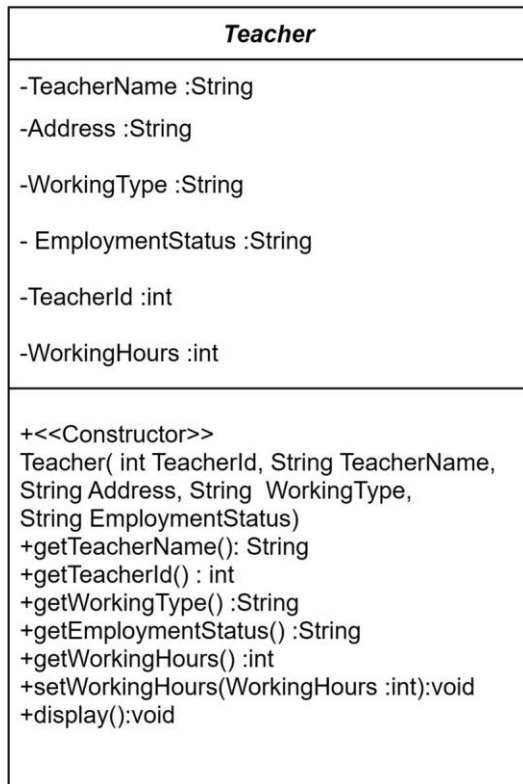 Teacher
-TeacherName :String
-Address :String
-WorkingType :String
- EmploymentStatus :String
-TeacherId :int
-WorkingHours :int
+<<Constructor>>
Teacher( int TeacherId, String TeacherName,
String Address, String  WorkingType,
String EmploymentStatus)
+getTeacherName(): String
+getTeacherId() : int
+getWorkingType() :String
+getEmploymentStatus() :String
+getWorkingHours() :int
+setWorkingHours(WorkingHours :int):void
+display():void